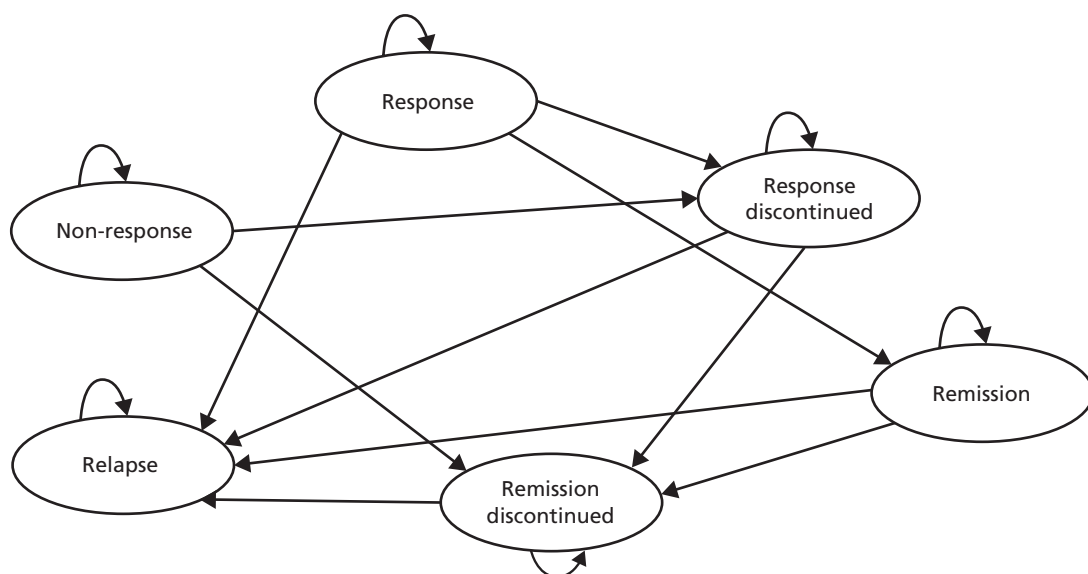 Response
Response
discontinued
Non-response
Remission
Relapse
Remission
discontinued